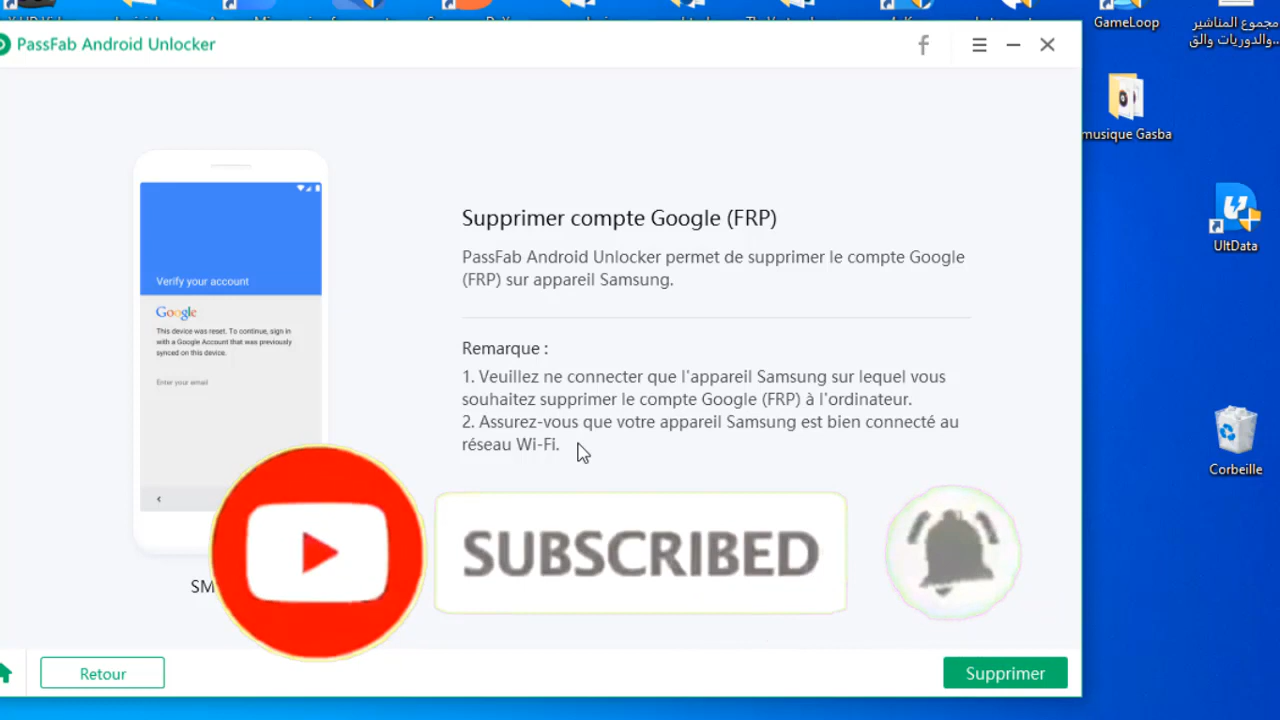 GameLoop
مجموع المناشير
والدوريات والق..
PassFab Android Unlocker
musique Gasba
Verify your account
Google
This device was reset. To continue, sign in
with a Google Account that was previously
synced on this device.
Enter your email
Supprimer compte Google (FRP)
PassFab Android Unlocker permet de supprimer le compte Google
(FRP) sur appareil Samsung.
Remarque :
1. Veuillez ne connecter que l'appareil Samsung sur lequel vous
souhaitez supprimer le compte Google (FRP) à l'ordinateur.
2. Assurez-vous que votre appareil Samsung est bien connecté au
réseau Wi-Fi.
UltData
Corbeille
SUBSCRIBED
SM
Retour
Supprimer